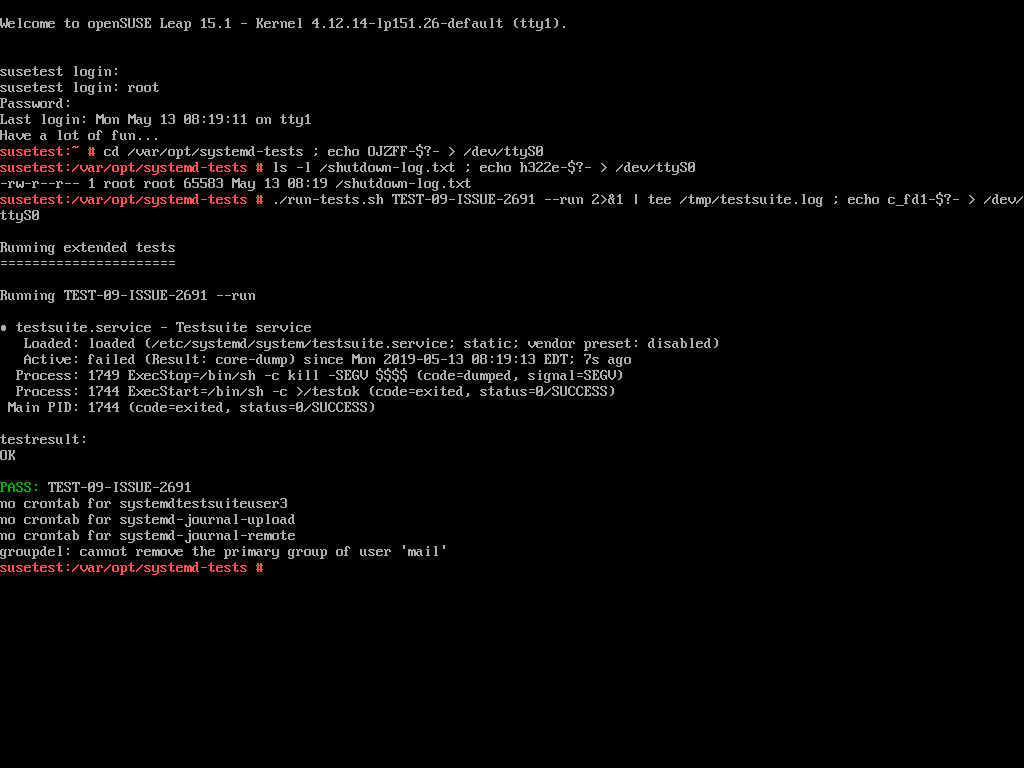 Welcome to openSUSE Leap 15.1 - Kernel 4.12.14-lp151.26-default (tty1).
susetest login:
susetest login: root
Password:
Last login: Mon May 13 08:19:11 on tty1
Have a lot of fun...
susetest:~ # cd /var/opt/systemd-tests ; echo OJZFF-$?- > /dev/ttyS0
susetest:/var/opt/systemd-tests # ls -l /shutdown-log.txt ; echo h322e-$?- > /dev/ttyS0
-rw-r--r-- 1 root root 65583 May 13 08:19 /shutdown-log.txt
susetest:/var/opt/systemd-tests # ./run-tests.sh TEST-09-ISSUE-2691 --run 2>&1 | tee /tmp/testsuite.log ; echo c_fd1-$?- > /dev/
ttyS0
Running extended tests
======================
Running TEST-09-ISSUE-2691 --run
● testsuite.service - Testsuite service
   Loaded: loaded (/etc/systemd/system/testsuite.service; static; vendor preset: disabled)
   Active: failed (Result: core-dump) since Mon 2019-05-13 08:19:13 EDT; 7s ago
  Process: 1749 ExecStop=/bin/sh -c kill -SEGV $$$$ (code=dumped, signal=SEGV)
  Process: 1744 ExecStart=/bin/sh -c >/testok (code=exited, status=0/SUCCESS)
 Main PID: 1744 (code=exited, status=0/SUCCESS)
testresult:
OK
PASS: TEST-09-ISSUE-2691
no crontab for systemdtestsuiteuser3
no crontab for systemd-journal-upload
no crontab for systemd-journal-remote
groupdel: cannot remove the primary group of user 'mail'
susetest:/var/opt/systemd-tests #